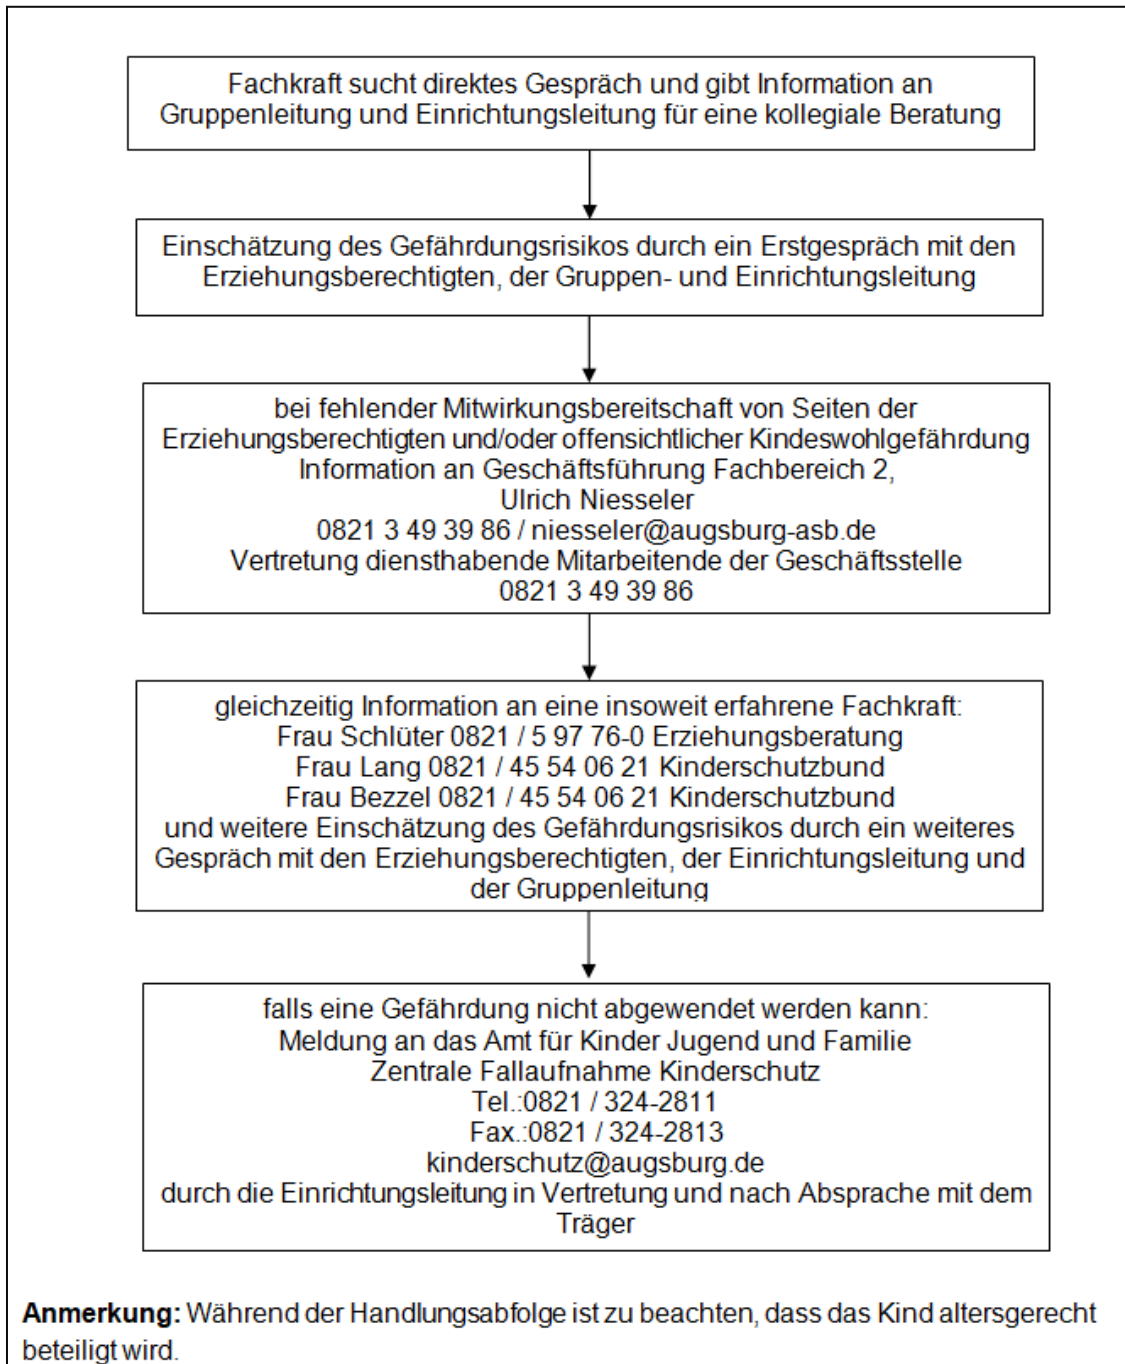 Fachkraft sucht direktes Gespräch und gibt Information an
Gruppenleitung und Einrichtungsleitung für eine kollegiale Beratung
Einschätzung des Gefährdungsrisikos durch ein Erstgespräch mit den
Erziehungsberechtigten, der Gruppen- und Einrichtungsleitung
bei fehlender Mitwirkungsbereitschaft von Seiten der
Erziehungsberechtigten und/oder offensichtlicher Kindeswohlgefährdung
Information an Geschäftsführung Fachbereich 2,
Ulrich Niesseler
0821 3 49 39 86 / niesseler@augsburg-asb.de
Vertretung diensthabende Mitarbeitende der Geschäftsstelle
0821 3 49 39 86
gleichzeitig Information an eine insoweit erfahrene Fachkraft:
Frau Schlüter 0821 / 5 97 76-0 Erziehungsberatung
Frau Lang 0821 / 45 54 06 21 Kinderschutzbund
Frau Bezzel 0821 / 45 54 06 21 Kinderschutzbund
und weitere Einschätzung des Gefährdungsrisikos durch ein weiteres
Gespräch mit den Erziehungsberechtigten, der Einrichtungsleitung und
der Gruppenleitung
falls eine Gefährdung nicht abgewendet werden kann:
Meldung an das Amt für Kinder Jugend und Familie
Zentrale Fallaufnahme Kinderschutz
Tel.:0821 / 324-2811
Fax.:0821 / 324-2813
kinderschutz@augsburg.de
durch die Einrichtungsleitung in Vertretung und nach Absprache mit dem
Träger
Anmerkung: Während der Handlungsabfolge ist zu beachten, dass das Kind altersgerecht
beteiligt wird.